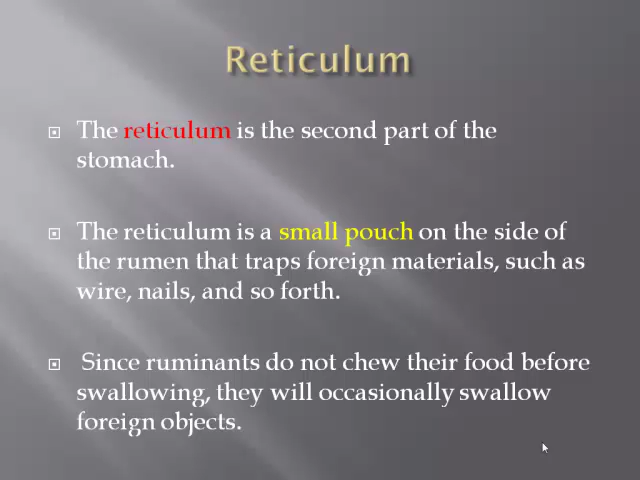 Reticulum
The reticulum is the second part of the
stomach.
The reticulum is a small pouch on the side of
the rumen that traps foreign materials, such as
wire, nails, and so forth.
Since ruminants do not chew their food before
swallowing, they will occasionally swallow
foreign objects.